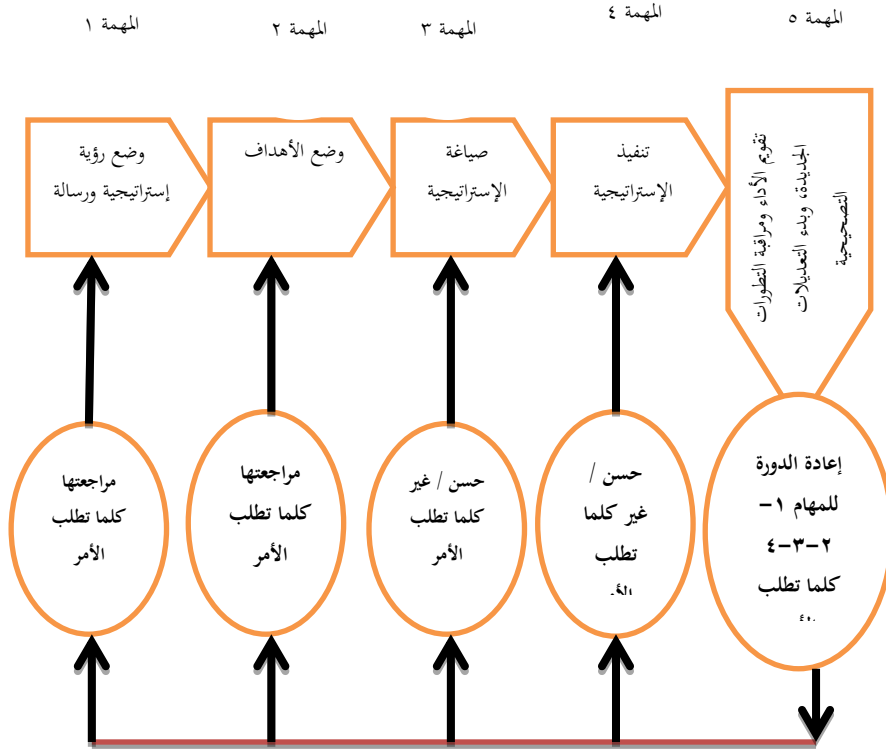 المهمة ١
المهمة ٢
المهمة ٣
المهمة ٤
المهمة ٥
وضع رؤية
إستراتيجية ورسالة
وضع الأهداف
صياغة
الإستراتيجية
تنفيذ
الإستراتيجية
تقويم الأداء ومراقبة التطورات
الجديدة، وبدء التعديلات
التصحيحية
مراجعتها
كلما تطلب
الأمر
مراجعتها
كلما تطلب
الأمر
حسن / غير
كلما تطلب
الأمر
حسن /
غير كلما
تطلب
إعادة الدورة
للمهام ١-
٢-٣-٤
كلما تطلب